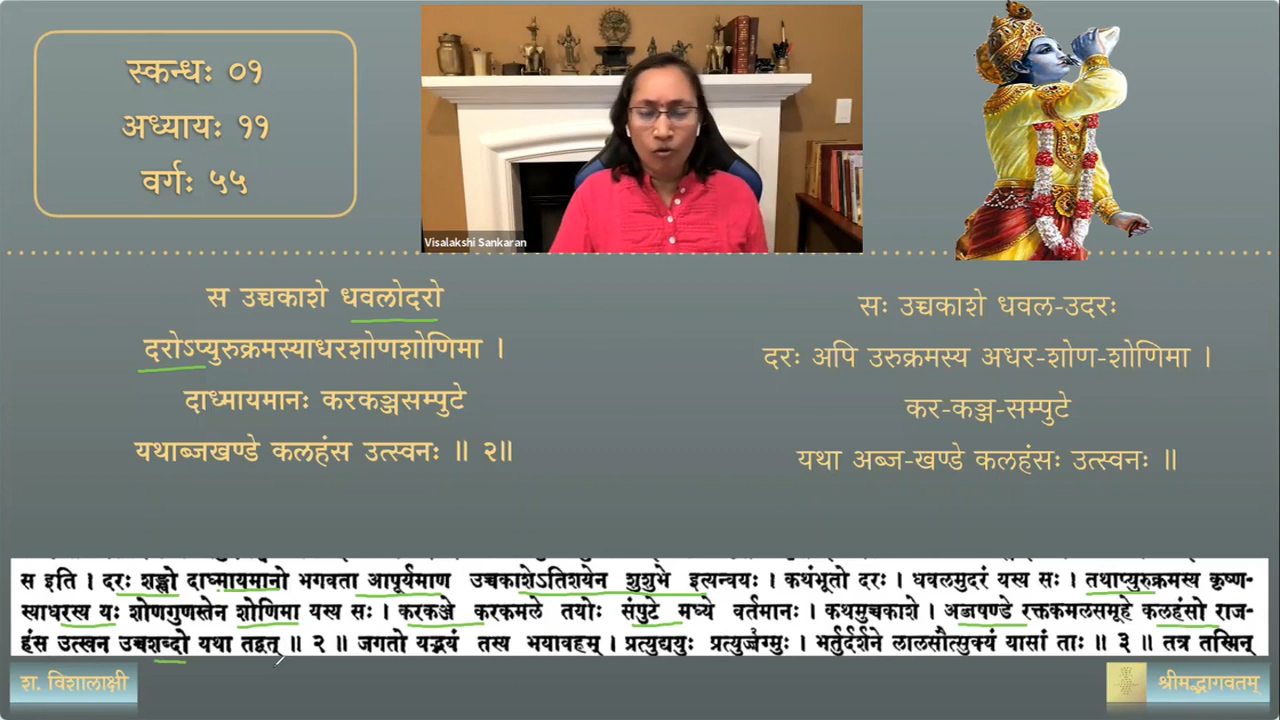 स्कन्धः ०१
अध्यायः ११
वर्गः ५५
Visalakshi Sankaran
स उच्चकाशे धवलोदरो
दरोऽप्युरुक्रमस्याधरशोणशोणिमा ।
दाध्मायमानः करकञ्जसम्पुटे
यथाब्जखण्डे कलहंस उत्स्वनः ॥ २॥
सः उच्चकाशे धवल-उदरः
दरः अपि उरुक्रमस्य अधर-शोण-शोणिमा ।
कर-कञ्ज-सम्पुटे
यथा अब्ज-खण्डे कलहंसः उत्स्वनः ॥
स इति । दरः शङ्खो दाध्मायमानो भगवता आपूर्यमाण उच्चकाशेऽतिशयेन शुशुभे इत्यन्वयः । कथंभूतो दरः । धवलमुदरं यस्य सः । तथाप्युरुक्रमस्य कृष्ण-
स्याधरस्य यः शोणगुणस्तेन शोणिमा यस्य सः । करकञ्जे करकमले तयोः संपुटे मध्ये वर्तमानः । कथमुच्चकाशे । अब्जषण्डे रक्तकमलसमूहे कलहंसो राज-
हंस उत्स्वन उच्चशब्दो यथा तद्वत् ॥ २ ॥ जगतो यद्भयं तस्य भयावहम् । प्रत्युद्ययुः प्रत्युज्जग्मुः । भर्तुर्दर्शने लालसौत्सुक्यं यासां ताः ॥ ३ ॥ तत्र तस्मिन्
श. विशालाक्षी
श्रीमद्भागवतम्